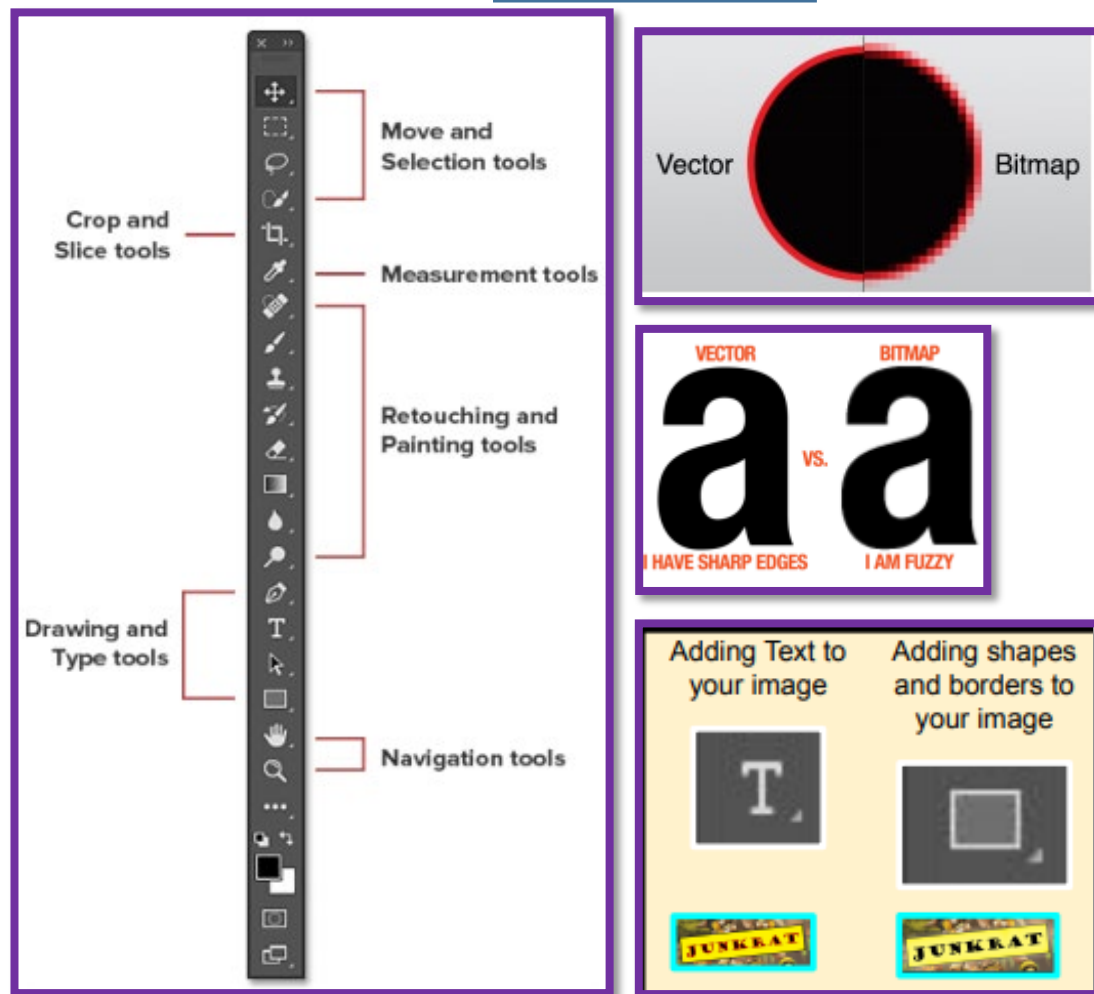 Move and
Selection tools
Crop and
Slice tools
Measurement tools
Retouching and
Painting tools
Drawing and
Type tools
T
Navigation tools
Vector
Bitmap
VECTOR
BITMAP
a
a
VS.
I HAVE SHARP EDGES
I AM FUZZY
Adding Text to
your image
Adding shapes
and borders to
your image
T
JUNKRAT
JUNKRAT